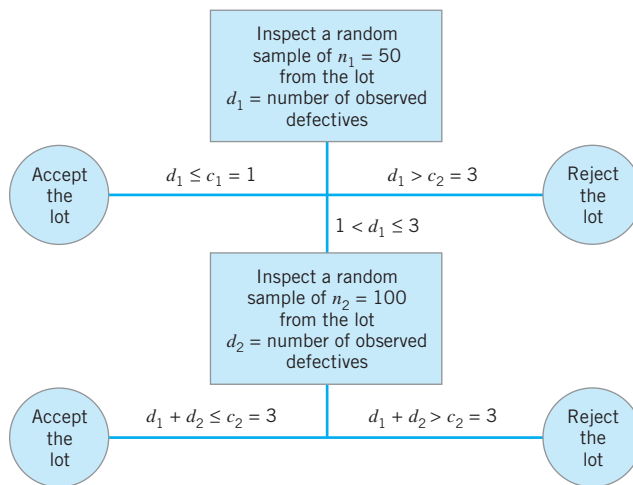 Inspect a random
sample of n₁ = 50
from the lot
d₁ = number of observed
defectives
Accept
the
lot
d₁ ≤ c₁ = 1
d₁ > c₂ = 3
Reject
the
lot
1 < d₁ ≤ 3
Inspect a random
sample of n₂ = 100
from the lot
d₂ = number of observed
defectives
Accept
the
lot
d₁ + d₂ ≤ c₂ = 3
d₁ + d₂ > c₂ = 3
Reject
the
lot